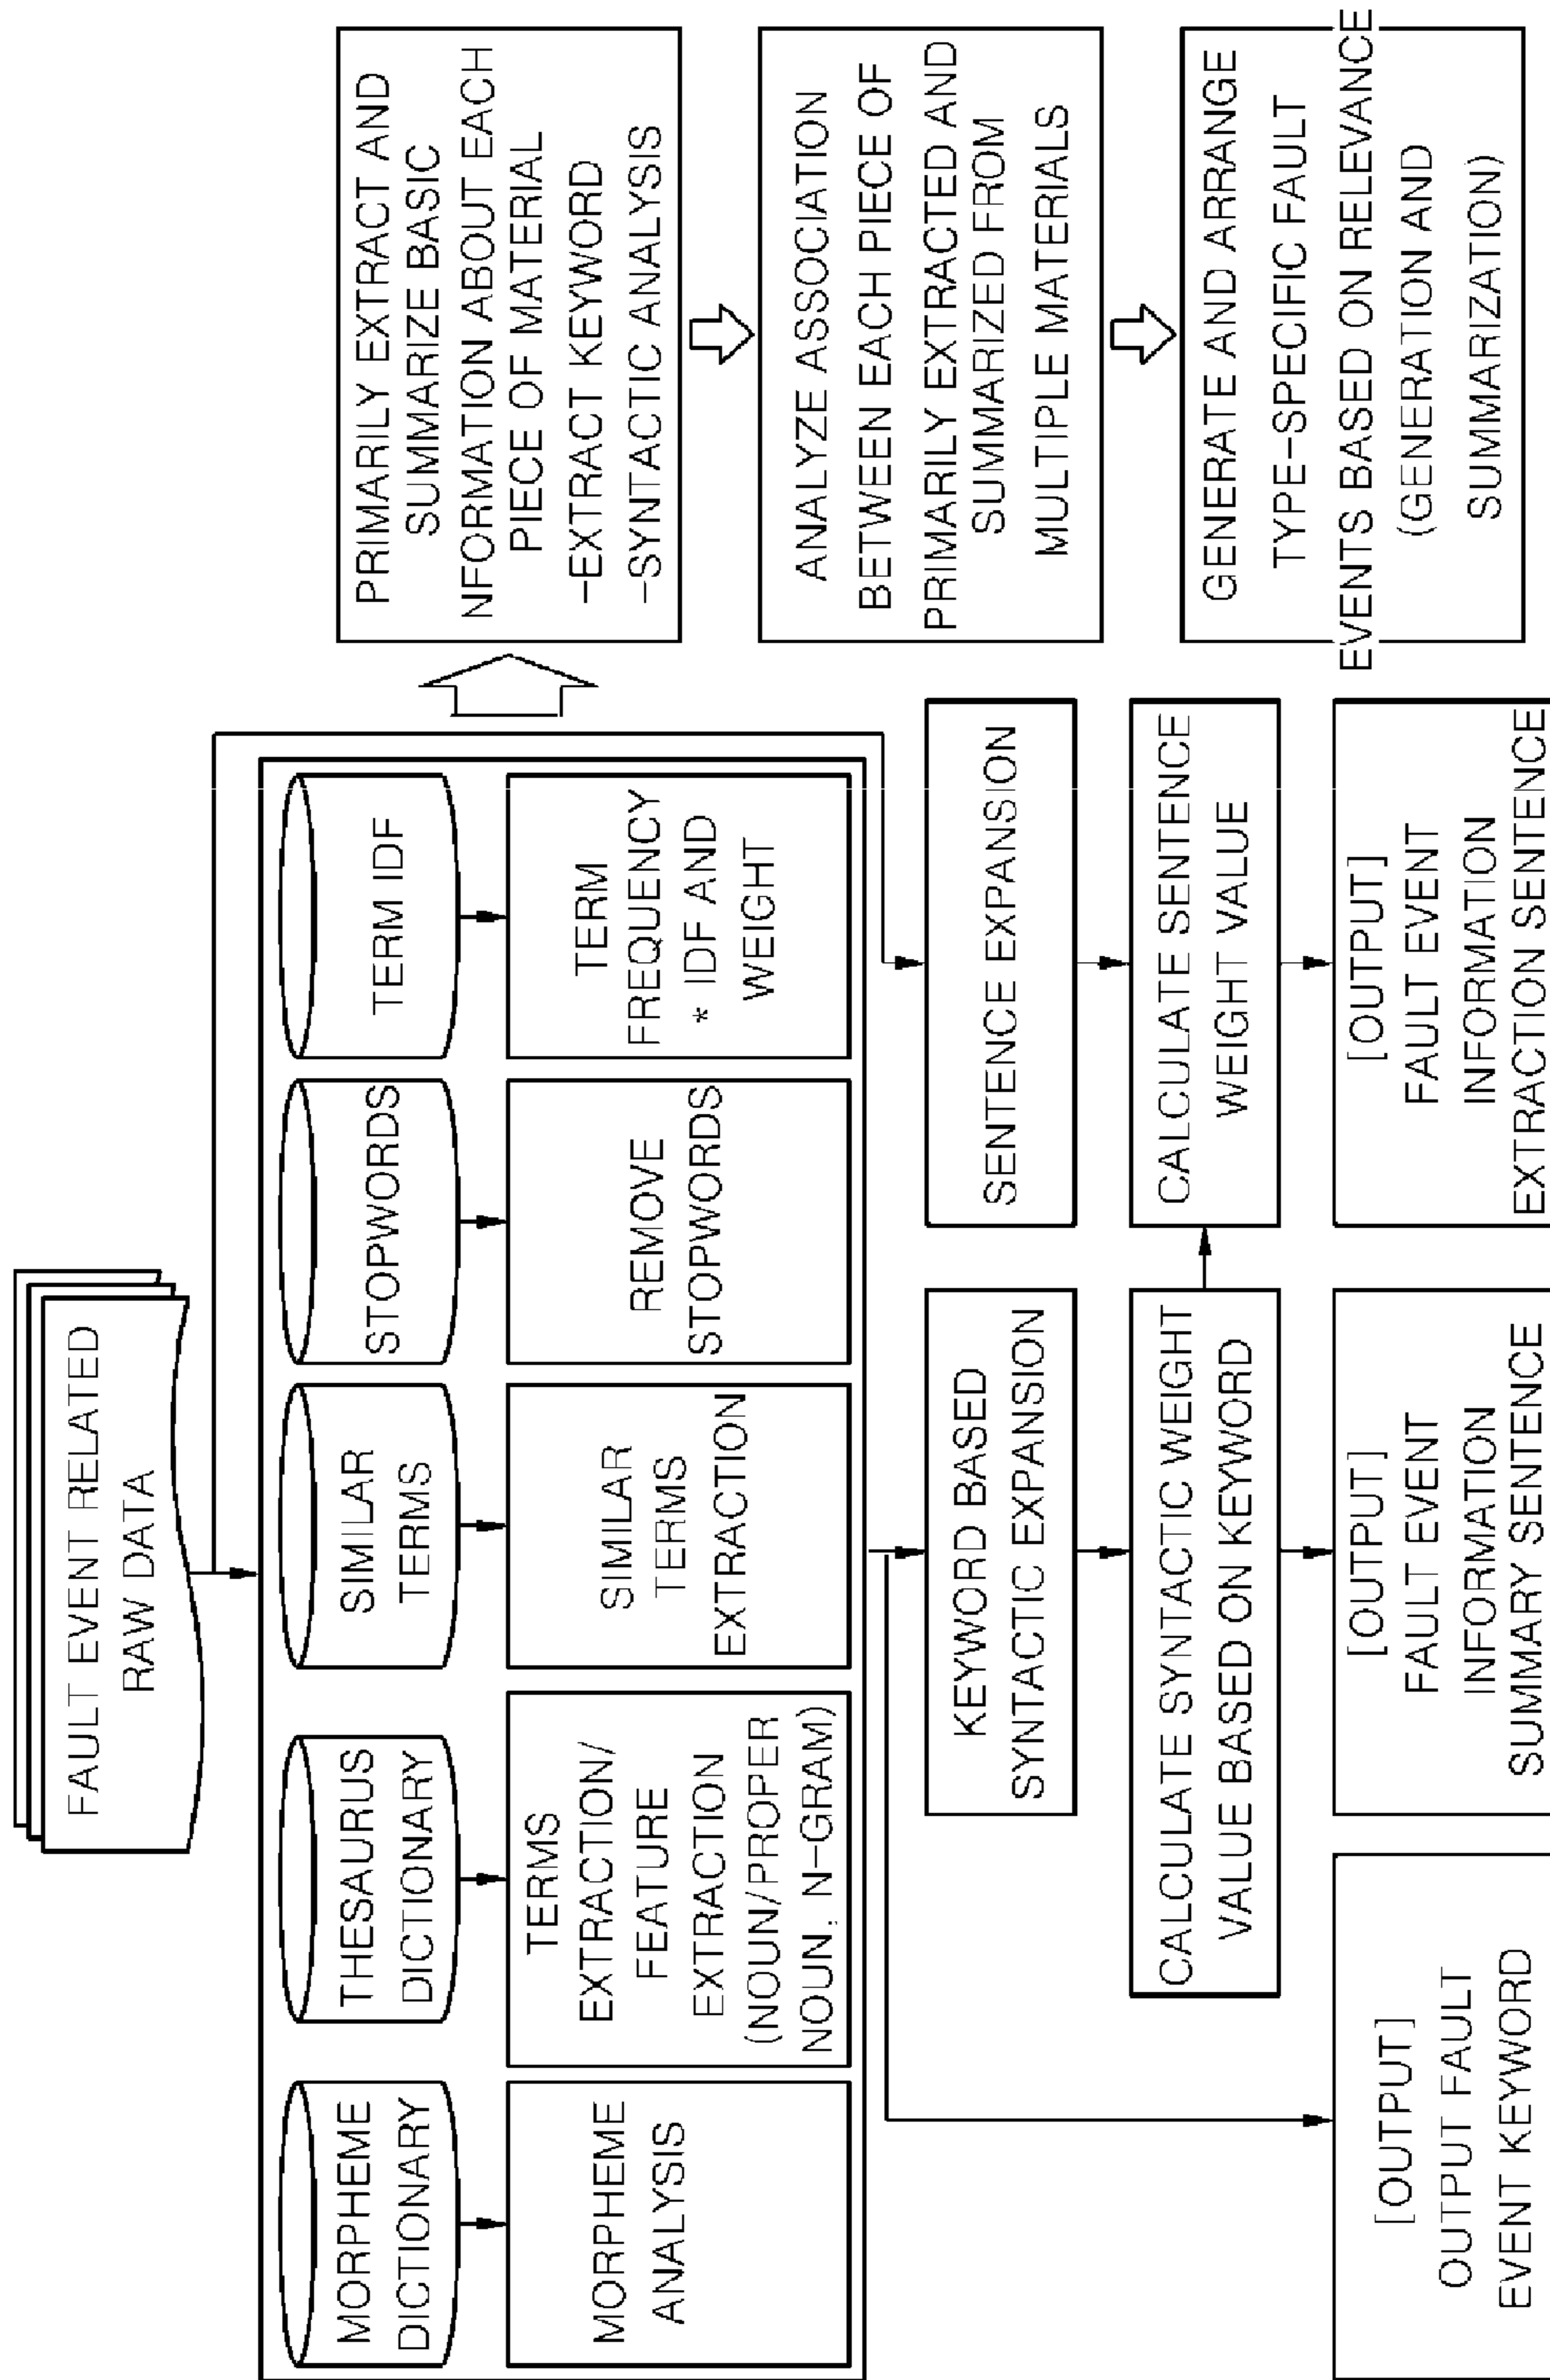 FAULT EVENT RELATED
RAW DATA
MORPHEME
DICTIONARY
THESAURUS
DICTIONARY
SIMILAR
TERMS
STOPWORDS
TERM IDF
MORPHEME
ANALYSIS
TERMS
EXTRACTION/
FEATURE
EXTRACTION
(NOUN/PROPER
NOUN, N-GRAM)
SIMILAR
TERMS
EXTRACTION
REMOVE
STOPWORDS
TERM
FREQUENCY
* IDF AND
WEIGHT
KEYWORD BASED
SYNTACTIC EXPANSION
SENTENCE EXPANSION
CALCULATE SYNTACTIC WEIGHT
VALUE BASED ON KEYWORD
CALCULATE SENTENCE
WEIGHT VALUE
[OUTPUT]
OUTPUT FAULT
EVENT KEYWORD
[OUTPUT]
FAULT EVENT
INFORMATION
SUMMARY SENTENCE
[OUTPUT]
FAULT EVENT
INFORMATION
EXTRACTION SENTENCE
PRIMARILY EXTRACT AND
SUMMARIZE BASIC
NFORMATION ABOUT EACH
PIECE OF MATERIAL
-EXTRACT KEYWORD
-SYNTACTIC ANALYSIS
ANALYZE ASSOCIATION
BETWEEN EACH PIECE OF
PRIMARILY EXTRACTED AND
SUMMARIZED FROM
MULTIPLE MATERIALS
GENERATE AND ARRANGE
TYPE-SPECIFIC FAULT
EVENTS BASED ON RELEVANCE
(GENERATION AND
SUMMARIZATION)